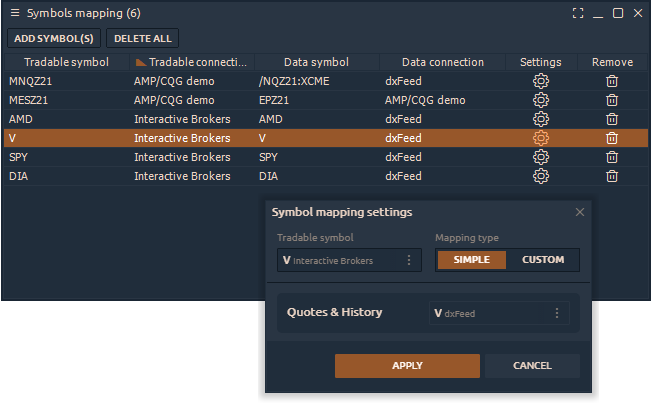 Symbols mapping (6)
ADD SYMBOL(S) DELETE ALL
Tradable symbol Tradable connecti... Data symbol Data connection Settings Remove
MNQZ21 AMP/CQG demo /NQZ21:XCME dxFeed
MESZ21 AMP/CQG demo EPZ21 AMP/CQG demo
AMD Interactive Brokers AMD dxFeed
V Interactive Brokers V dxFeed
SPY Interactive Brokers SPY dxFeed
DIA Interactive Brokers DIA dxFeed
Symbol mapping settings
Tradable symbol Mapping type
V Interactive Brokers SIMPLE CUSTOM
Quotes & History V dxFeed
APPLY CANCEL